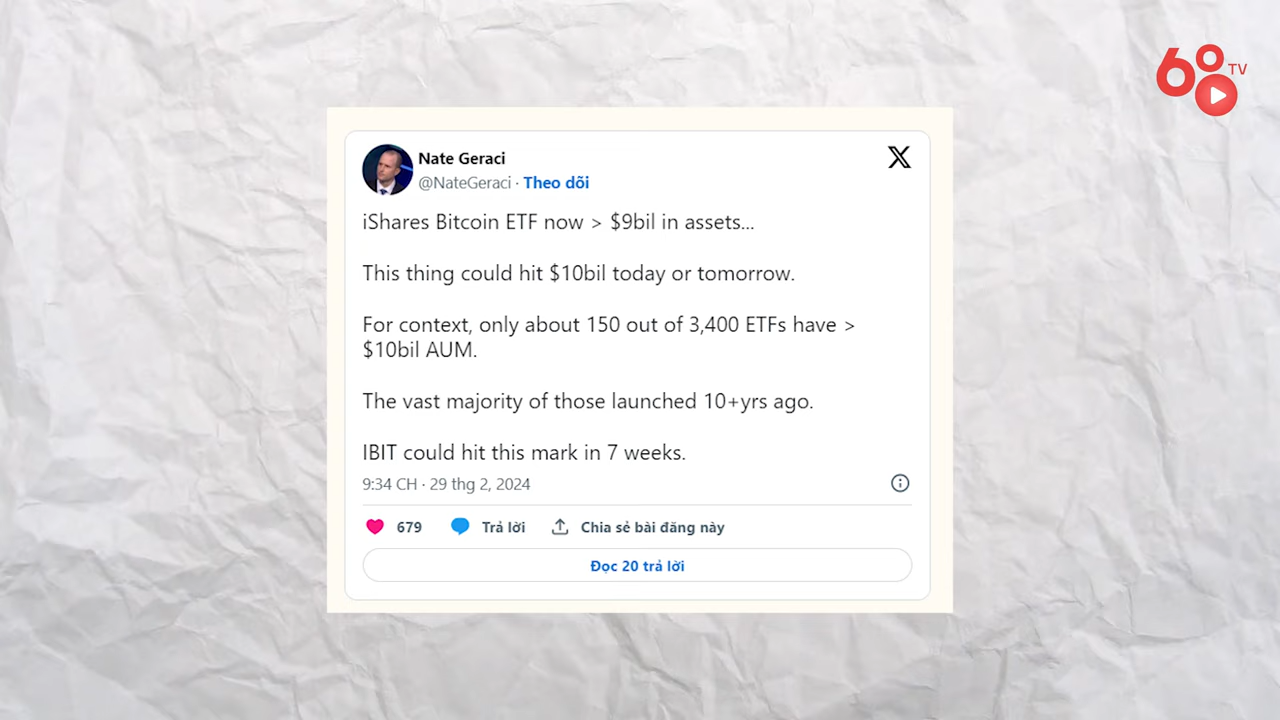 68 TV
Nate Geraci
@NateGeraci · Theo dõi
iShares Bitcoin ETF now > $9bil in assets...
This thing could hit $10bil today or tomorrow.
For context, only about 150 out of 3,400 ETFs have >
$10bil AUM.
The vast majority of those launched 10+yrs ago.
IBIT could hit this mark in 7 weeks.
9:34 CH · 29 thg 2, 2024
679 Trả lời Chia sẻ bài đăng này
Đọc 20 trả lời